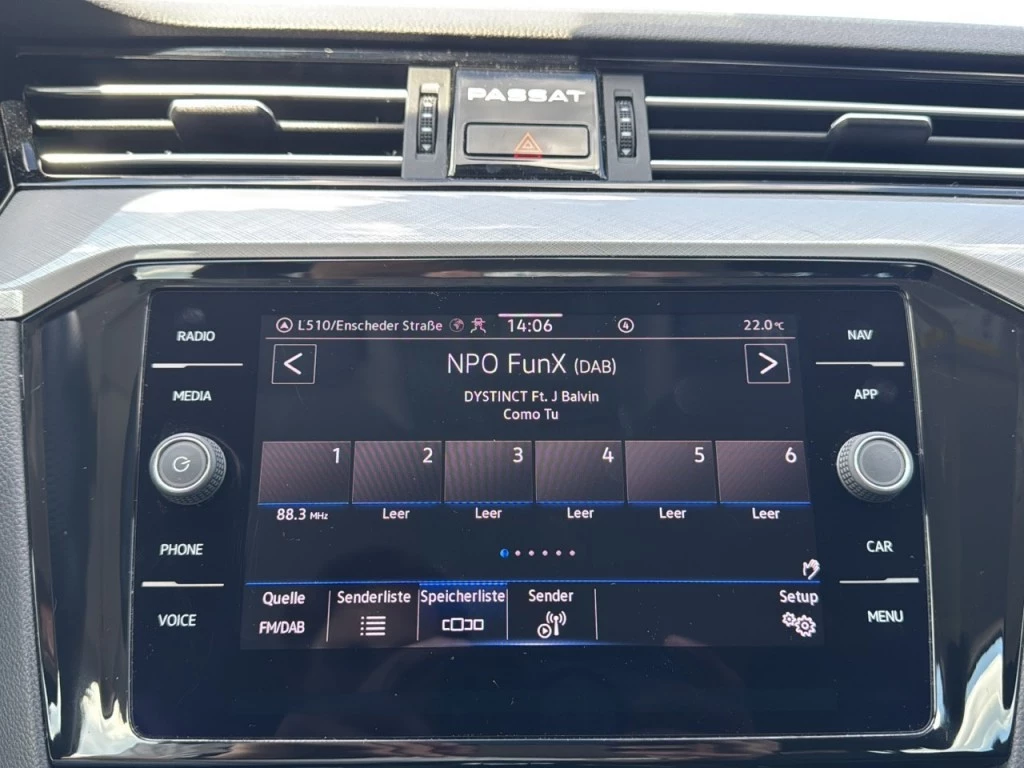 PASSAT
RADIO
MEDIA
PHONE
VOICE
L510/Enscheder Straße 14:06 4 22.0°C
< NPO FunX (DAB) >
DYSTINCT Ft. J Balvin
Como Tu
1 2 3 4 5 6
88.3 MHz Leer Leer Leer Leer Leer
Quelle Senderliste Speicherliste Sender Setup
FM/DAB
NAV
APP
CAR
MENU